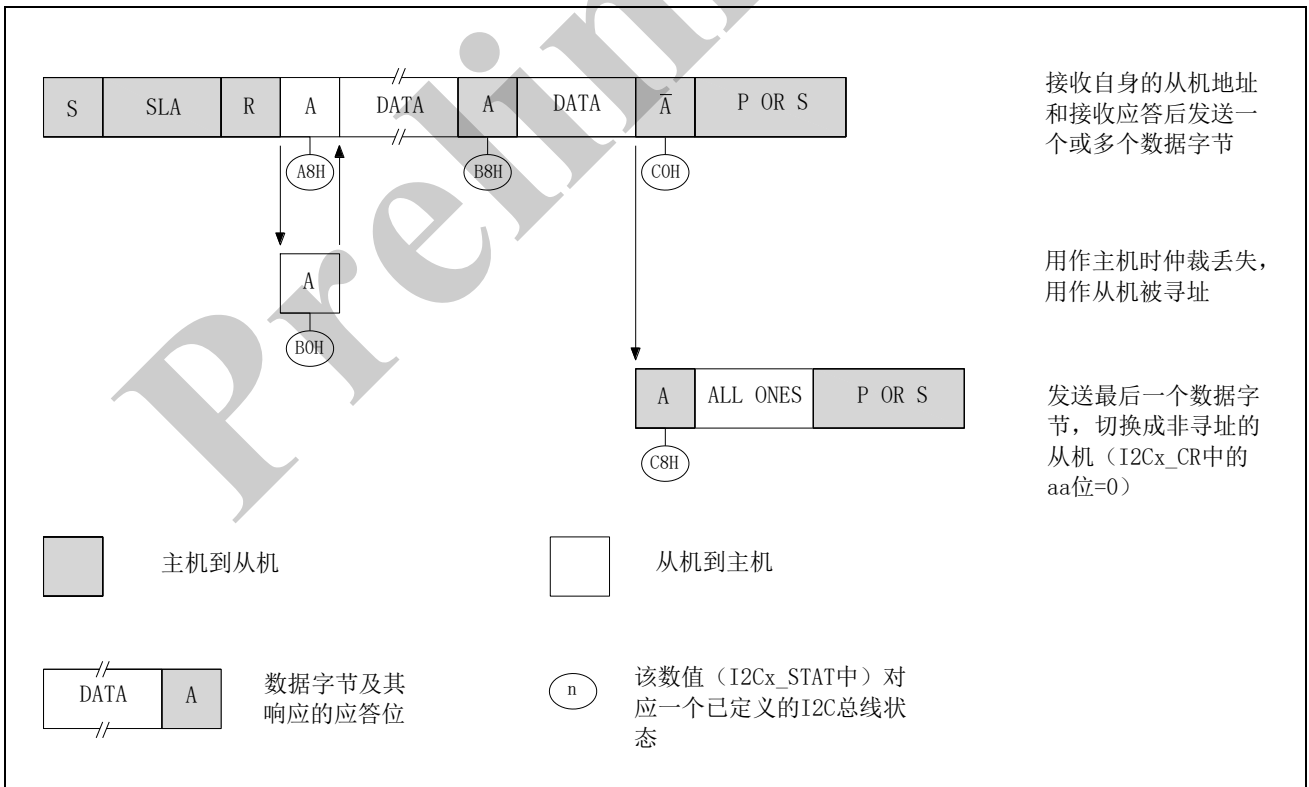 S SLA R A DATA A DATA A̅ P OR S
A8H B8H C0H
接收自身的从机地址
和接收应答后发送一
个或多个数据字节
A
B0H
用作主机时仲裁丢失,
用作从机被寻址
A ALL ONES P OR S
C8H
发送最后一个数据字
节，切换成非寻址的
从机（I2Cx_CR中的
aa位=0）
主机到从机
从机到主机
DATA A
数据字节及其
响应的应答位
n
该数值（I2Cx_STAT中）对
应一个已定义的I2C总线状
态